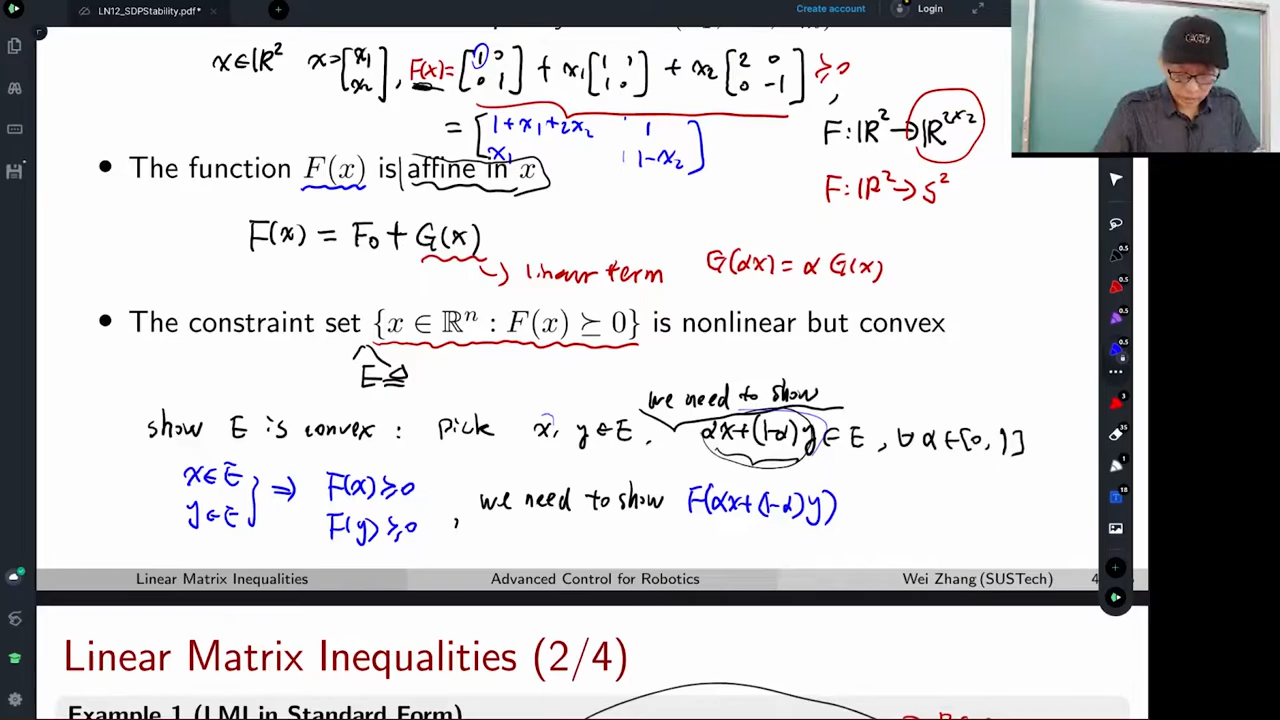 LN12_SDPStability.pdf*
Create account
Login
x∈ℝ² x=[x₁ x₂], F(x)= [1 0 0 1] + x₁ [1 1 1 0] + x₂ [2 0 0 -1] ≽0,
= [1+x₁+2x₂ 1 x₁ 1-x₂]
F: ℝ² → ℝ^{2×2}
• The function F(x) is affine in x
F: ℝ² → S²
F(x) = F₀ + G(x)
linear term G(αx) = α G(x)
• The constraint set {x ∈ ℝⁿ : F(x) ⪰ 0} is nonlinear but convex
E ≜
we need to show
show E is convex : pick x, y ∈ E, αx+(1-α)y ∈ E, ∀ α ∈ [0, 1]
x ∈ E
y ∈ E
⇒ F(x) ≽ 0
F(y) ≽ 0
, we need to show F(αx+(1-α)y)
Linear Matrix Inequalities Advanced Control for Robotics Wei Zhang (SUSTech) 4
Linear Matrix Inequalities (2/4)
Example 1 (LMI in Standard Form)